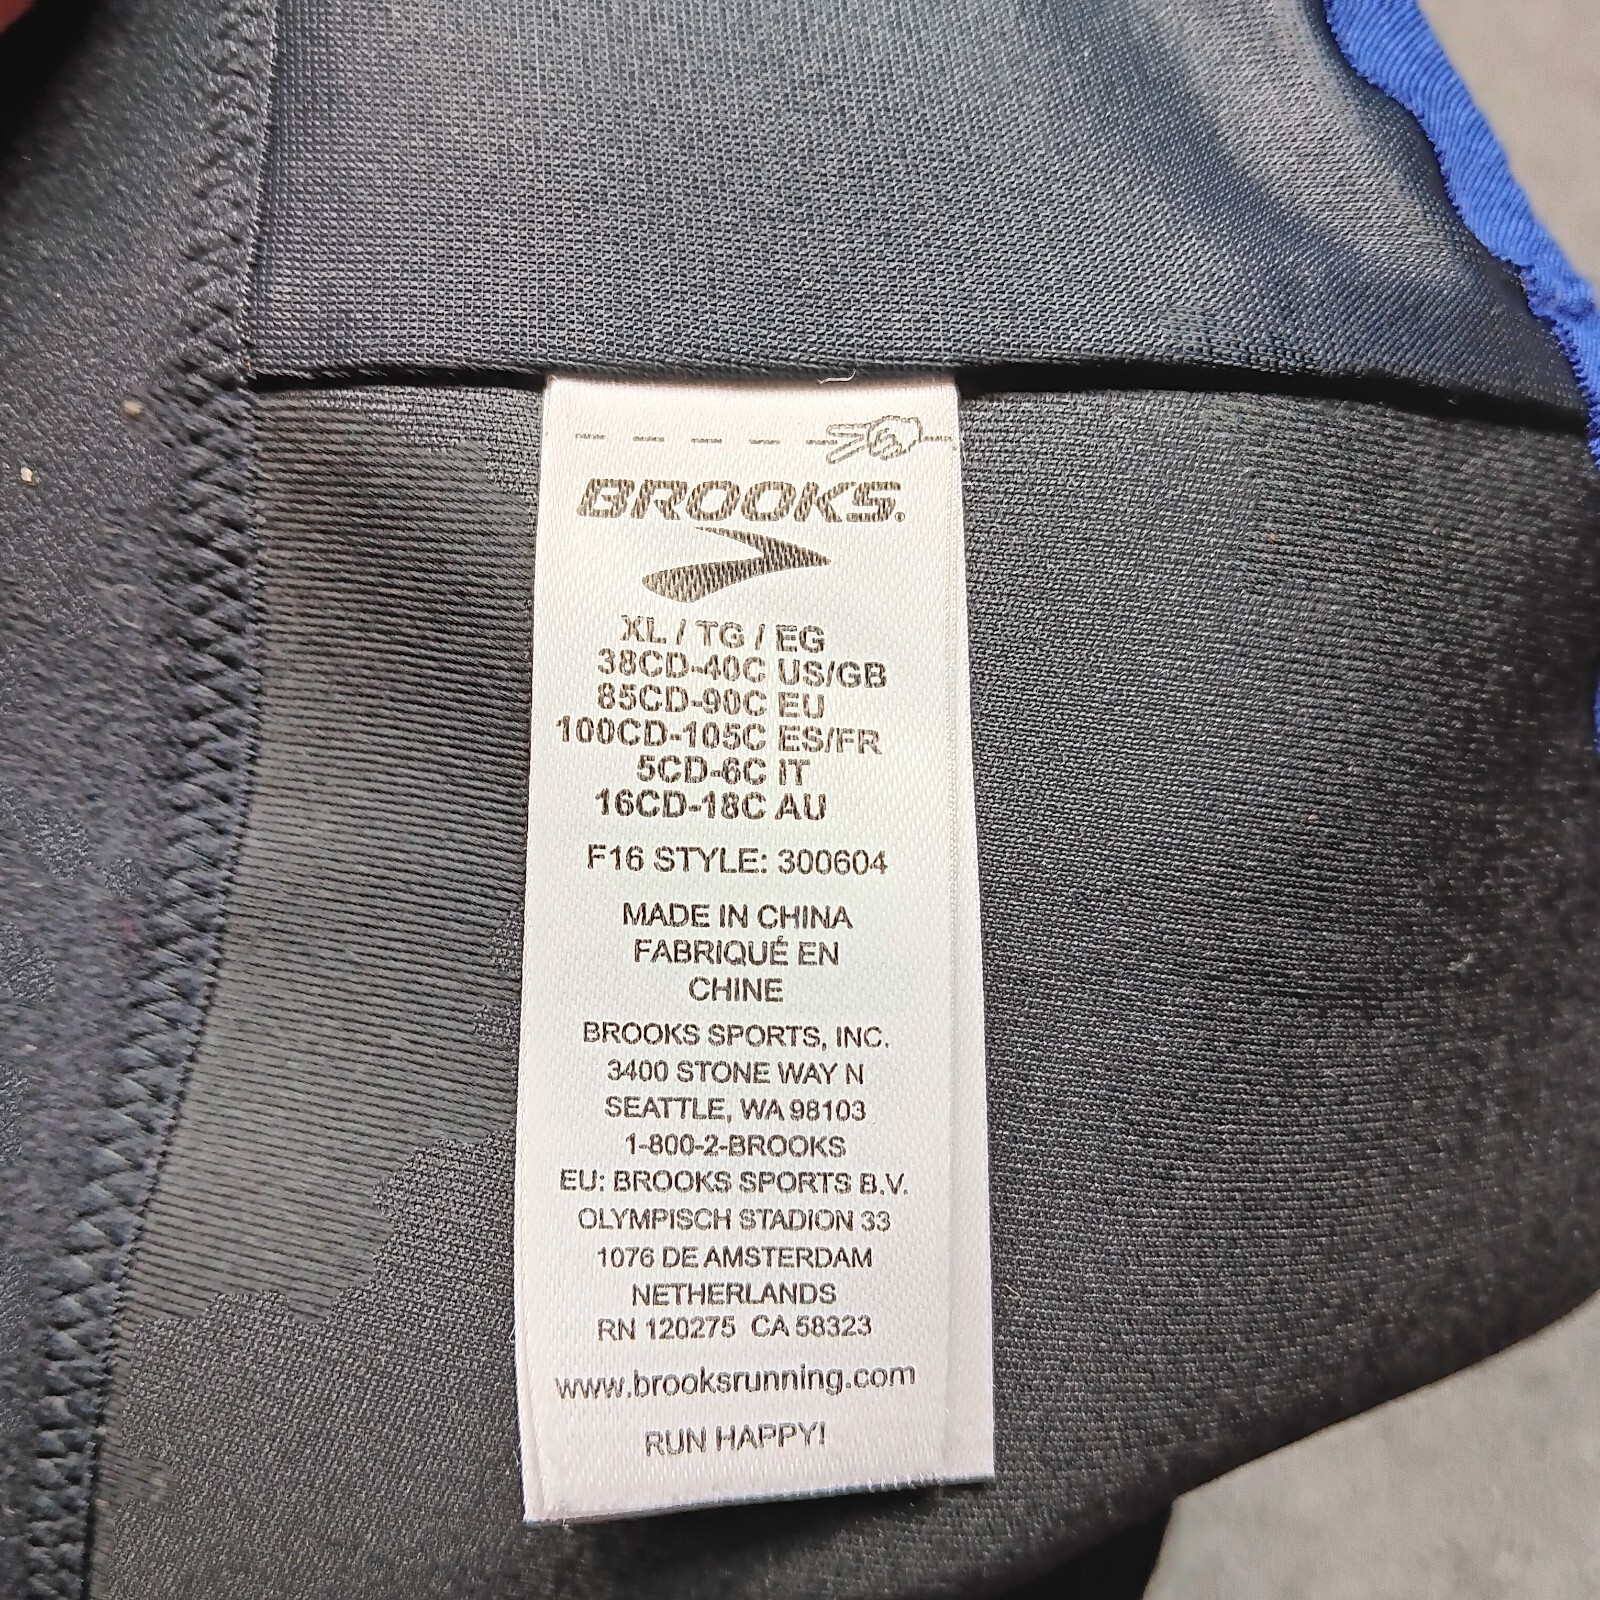 BROOKS.
XL / TG / EG
38CD-40C US/GB
85CD-90C EU
100CD-105C ES/FR
5CD-6C IT
16CD-18C AU
F16 STYLE: 300604
MADE IN CHINA
FABRIQUÉ EN
CHINE
BROOKS SPORTS, INC.
3400 STONE WAY N
SEATTLE, WA 98103
1-800-2-BROOKS
EU: BROOKS SPORTS B.V.
OLYMPISCH STADION 33
1076 DE AMSTERDAM
NETHERLANDS
RN 120275 CA 58323
www.brooksrunning.com
RUN HAPPY!